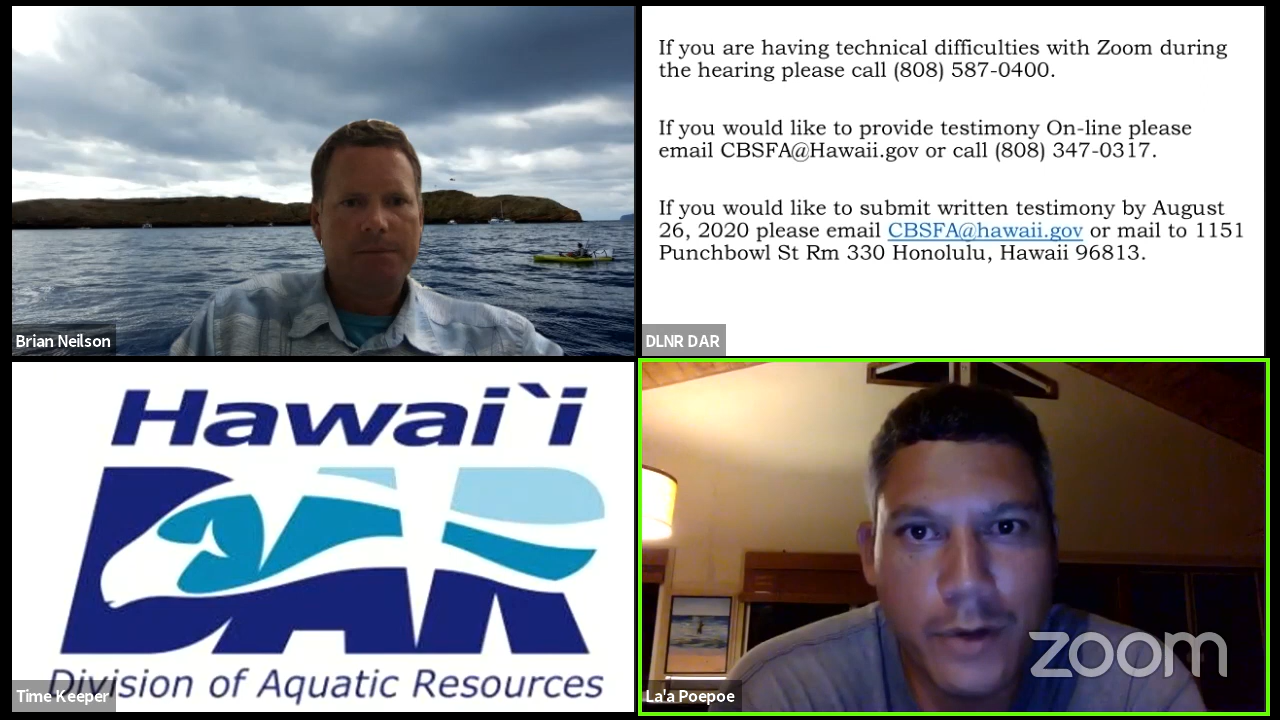 If you are having technical difficulties with Zoom during
the hearing please call (808) 587-0400.
If you would like to provide testimony On-line please
email CBSFA@Hawaii.gov or call (808) 347-0317.
If you would like to submit written testimony by August
26, 2020 please email CBSFA@hawaii.gov or mail to 1151
Punchbowl St Rm 330 Honolulu, Hawaii 96813.
Brian Neilson
DLNR DAR
Hawai`i
DAR
Division of Aquatic Resources
Time Keeper
La'a Poepoe
zoom